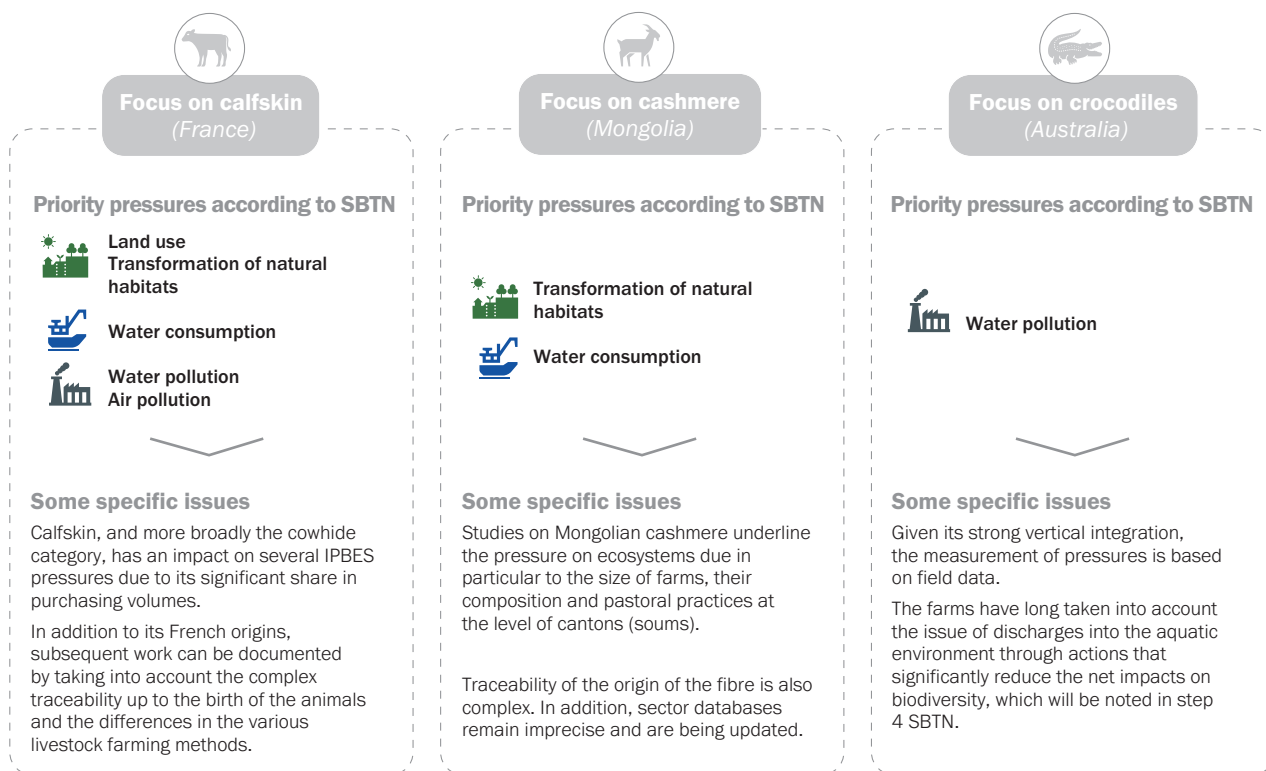 Focus on calfskin
(France)
Priority pressures according to SBTN
Land use
Transformation of natural
habitats
Water consumption
Water pollution
Air pollution
Some specific issues
Calfskin, and more broadly the cowhide
category, has an impact on several IPBES
pressures due to its significant share in
purchasing volumes.
In addition to its French origins,
subsequent work can be documented
by taking into account the complex
traceability up to the birth of the animals
and the differences in the various
livestock farming methods.
Focus on cashmere
(Mongolia)
Priority pressures according to SBTN
Transformation of natural
habitats
Water consumption
Some specific issues
Studies on Mongolian cashmere underline
the pressure on ecosystems due in
particular to the size of farms, their
composition and pastoral practices at
the level of cantons (soums).
Traceability of the origin of the fibre is also
complex. In addition, sector databases
remain imprecise and are being updated.
Focus on crocodiles
(Australia)
Priority pressures according to SBTN
Water pollution
Some specific issues
Given its strong vertical integration,
the measurement of pressures is based
on field data.
The farms have long taken into account
the issue of discharges into the aquatic
environment through actions that
significantly reduce the net impacts on
biodiversity, which will be noted in step
4 SBTN.